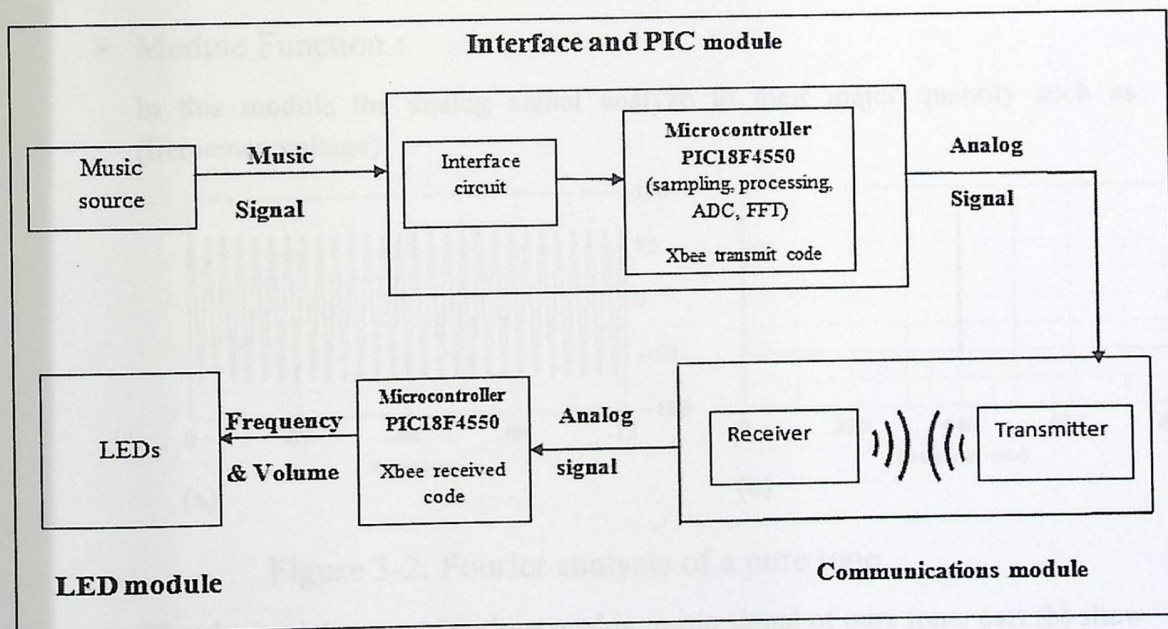 Module Function :
In this module the analog signal analyze to their major quantity such as
Interface and PIC module
Music
source
Music
Signal
Interface
circuit
Microcontroller
PIC18F4550
(sampling, processing,
ADC, FFT)
Xbee transmit code
Analog
Signal
LEDs
Frequency
& Volume
Microcontroller
PIC18F4550
Xbee received
code
Analog
signal
Receiver
Transmitter
LED module
Communications module
(a)
(b)
Figure 3-2: Fourier analysis of a pure tone